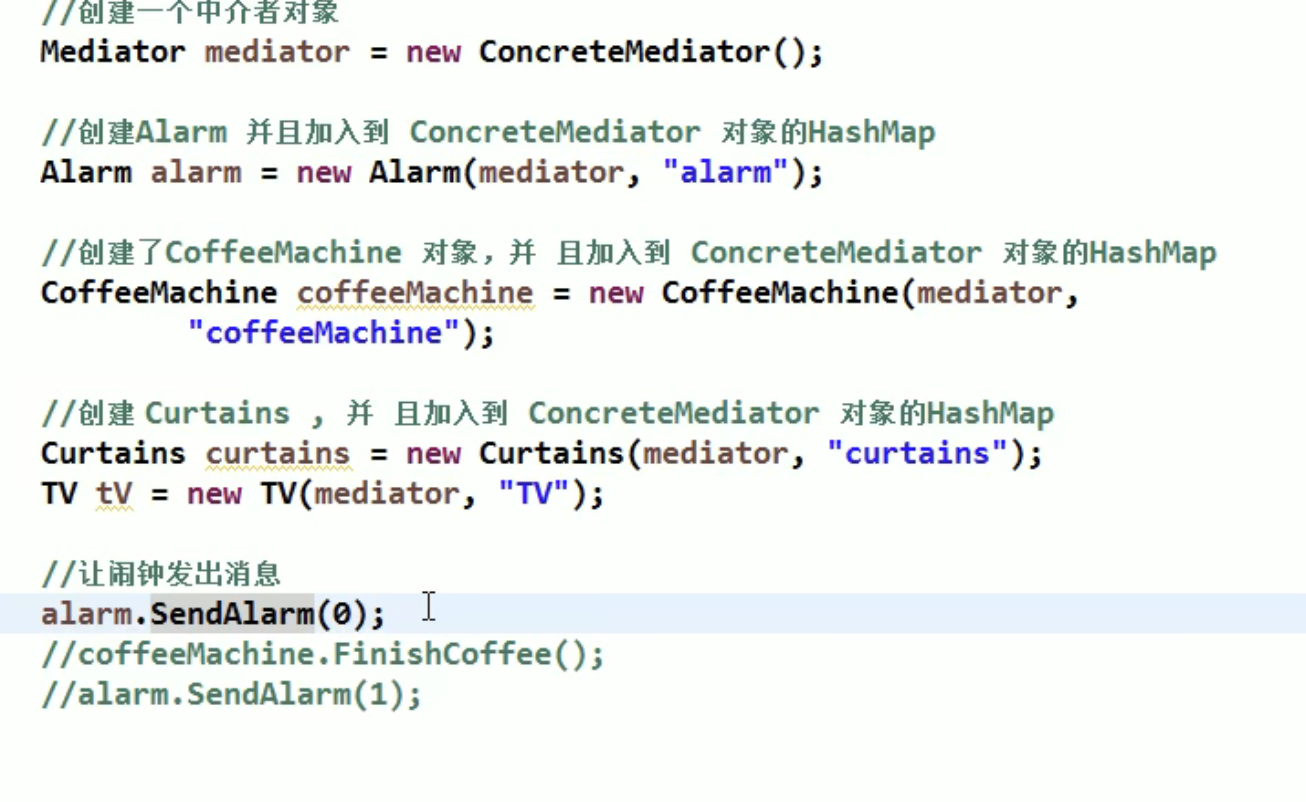 //创建一个中介者对象
Mediator mediator = new ConcreteMediator();
//创建Alarm 并且加入到 ConcreteMediator 对象的HashMap
Alarm alarm = new Alarm(mediator, "alarm");
//创建了CoffeeMachine 对象，并 且加入到 ConcreteMediator 对象的HashMap
CoffeeMachine coffeeMachine = new CoffeeMachine(mediator,
"coffeeMachine");
//创建 Curtains , 并 且加入到 ConcreteMediator 对象的HashMap
Curtains curtains = new Curtains(mediator, "curtains");
TV tV = new TV(mediator, "TV");
//让闹钟发出消息
alarm.SendAlarm(0);
//coffeeMachine.FinishCoffee();
//alarm.SendAlarm(1);